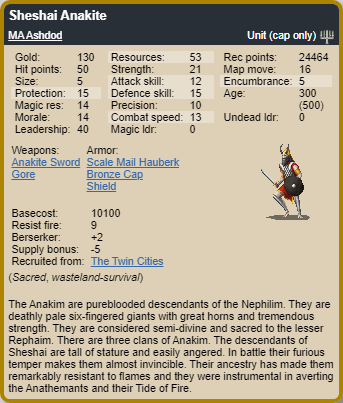 Sheshai Anakite
MA Ashdod Unit (cap only)
Gold: 130 Resources: 53 Rec points: 24464
Hit points: 50 Strength: 21 Map move: 16
Size: 5 Attack skill: 12 Encumbrance: 5
Protection: 15 Defence skill: 15 Age: 300
Magic res: 14 Precision: 10 (500)
Morale: 14 Combat speed: 13 Undead ldr: 0
Leadership: 40 Magic ldr: 0
Weapons: Armor:
Anakite Sword Scale Mail Hauberk
Gore Bronze Cap
Shield
Basecost: 10100
Resist fire: 9
Berserker: +2
Supply bonus: -5
Recruited from: The Twin Cities
(Sacred, wasteland-survival)
The Anakim are pureblooded descendants of the Nephilim. They are
deathly pale six-fingered giants with great horns and tremendous
strength. They are considered semi-divine and sacred to the lesser
Rephaim. There are three clans of Anakim. The descendants of
Sheshai are tall of stature and easily angered. In battle their furious
temper makes them almost invincible. Their ancestry has made them
remarkably resistant to flames and they were instrumental in averting
the Anathemants and their Tide of Fire.